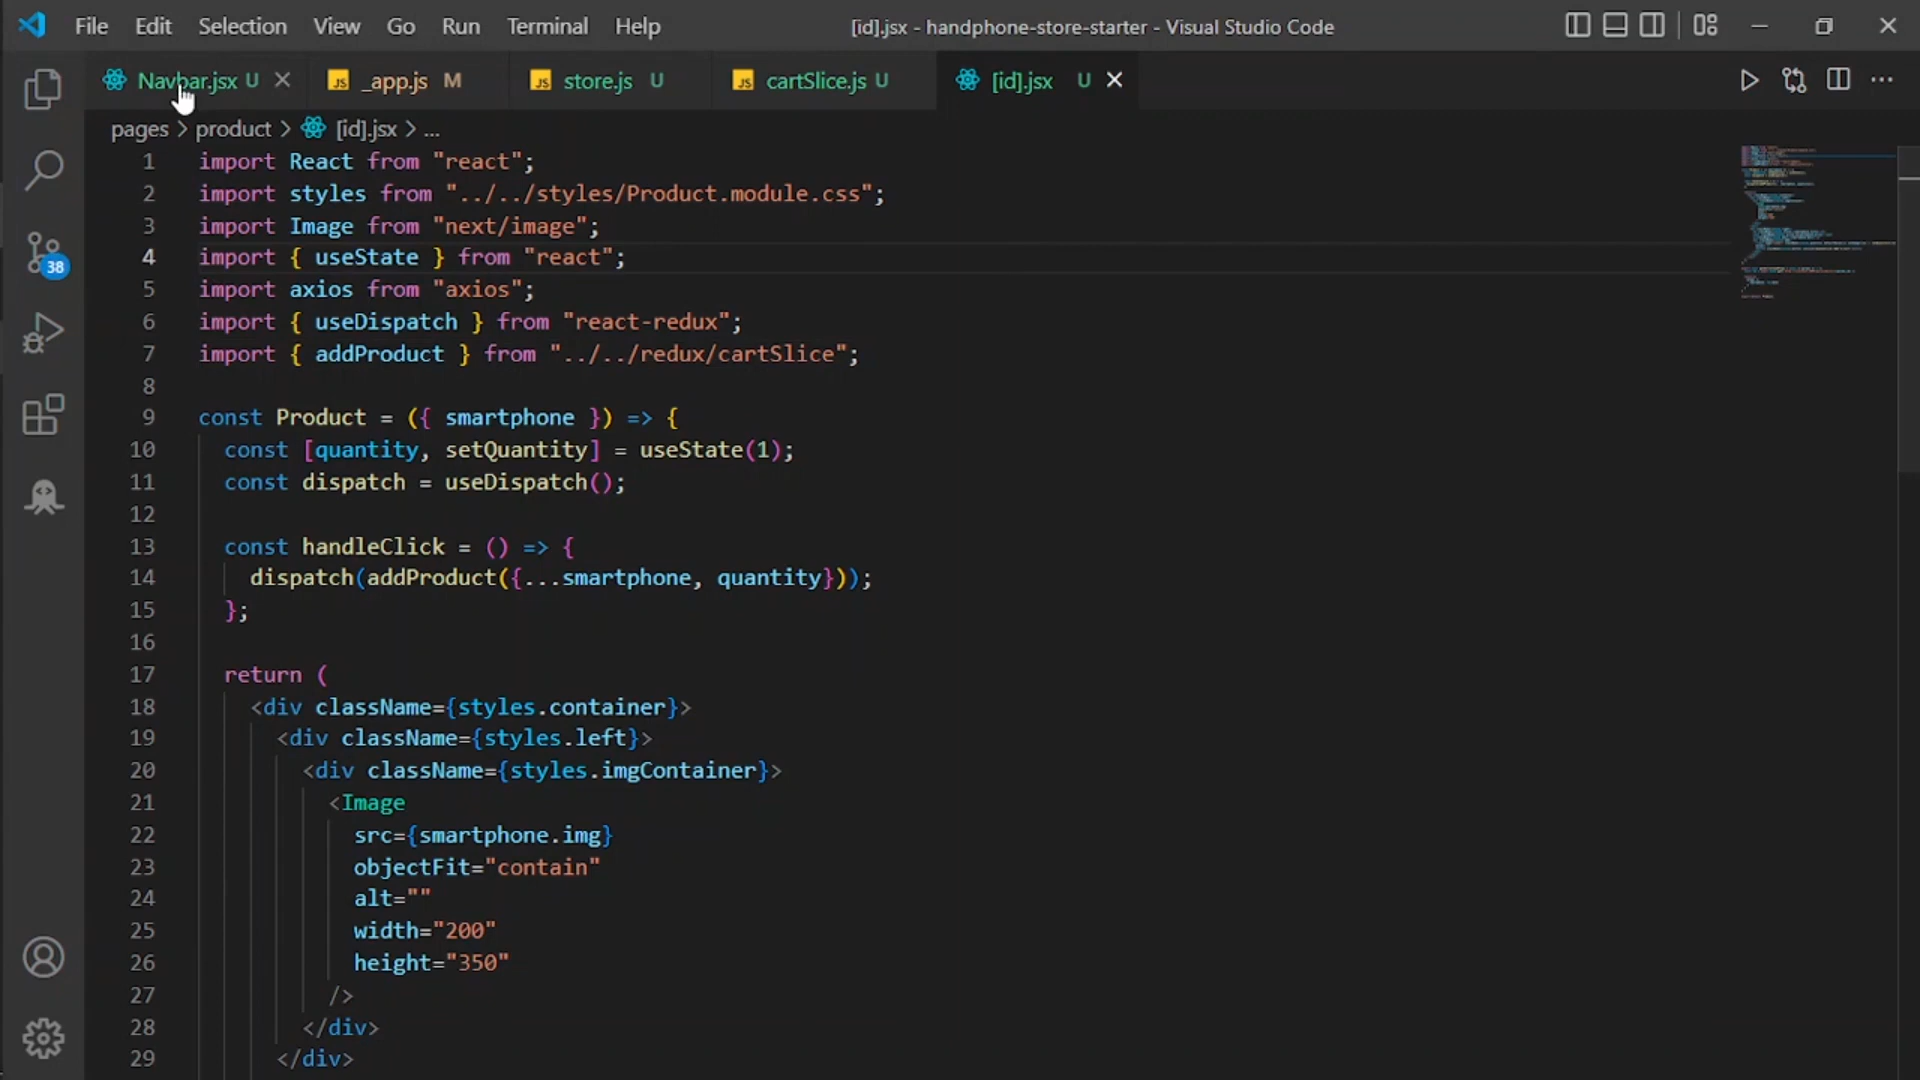 File Edit Selection View Go Run Terminal Help [id].jsx - handphone-store-starter - Visual Studio Code
Navbar.jsx U JS _app.js M JS store.js U JS cartSlice.js U [id].jsx U
pages > product > [id].jsx > ...
1 import React from "react";
2 import styles from "../../styles/Product.module.css";
3 import Image from "next/image";
4 import { useState } from "react";
5 import axios from "axios";
6 import { useDispatch } from "react-redux";
7 import { addProduct } from "../../redux/cartSlice";
8
9 const Product = ({ smartphone }) => {
10 const [quantity, setQuantity] = useState(1);
11 const dispatch = useDispatch();
12
13 const handleClick = () => {
14 dispatch(addProduct({...smartphone, quantity}));
15 };
16
17 return (
18 <div className={styles.container}>
19 <div className={styles.left}>
20 <div className={styles.imgContainer}>
21 <Image
22 src={smartphone.img}
23 objectFit="contain"
24 alt=""
25 width="200"
26 height="350"
27 />
28 </div>
29 </div>
38